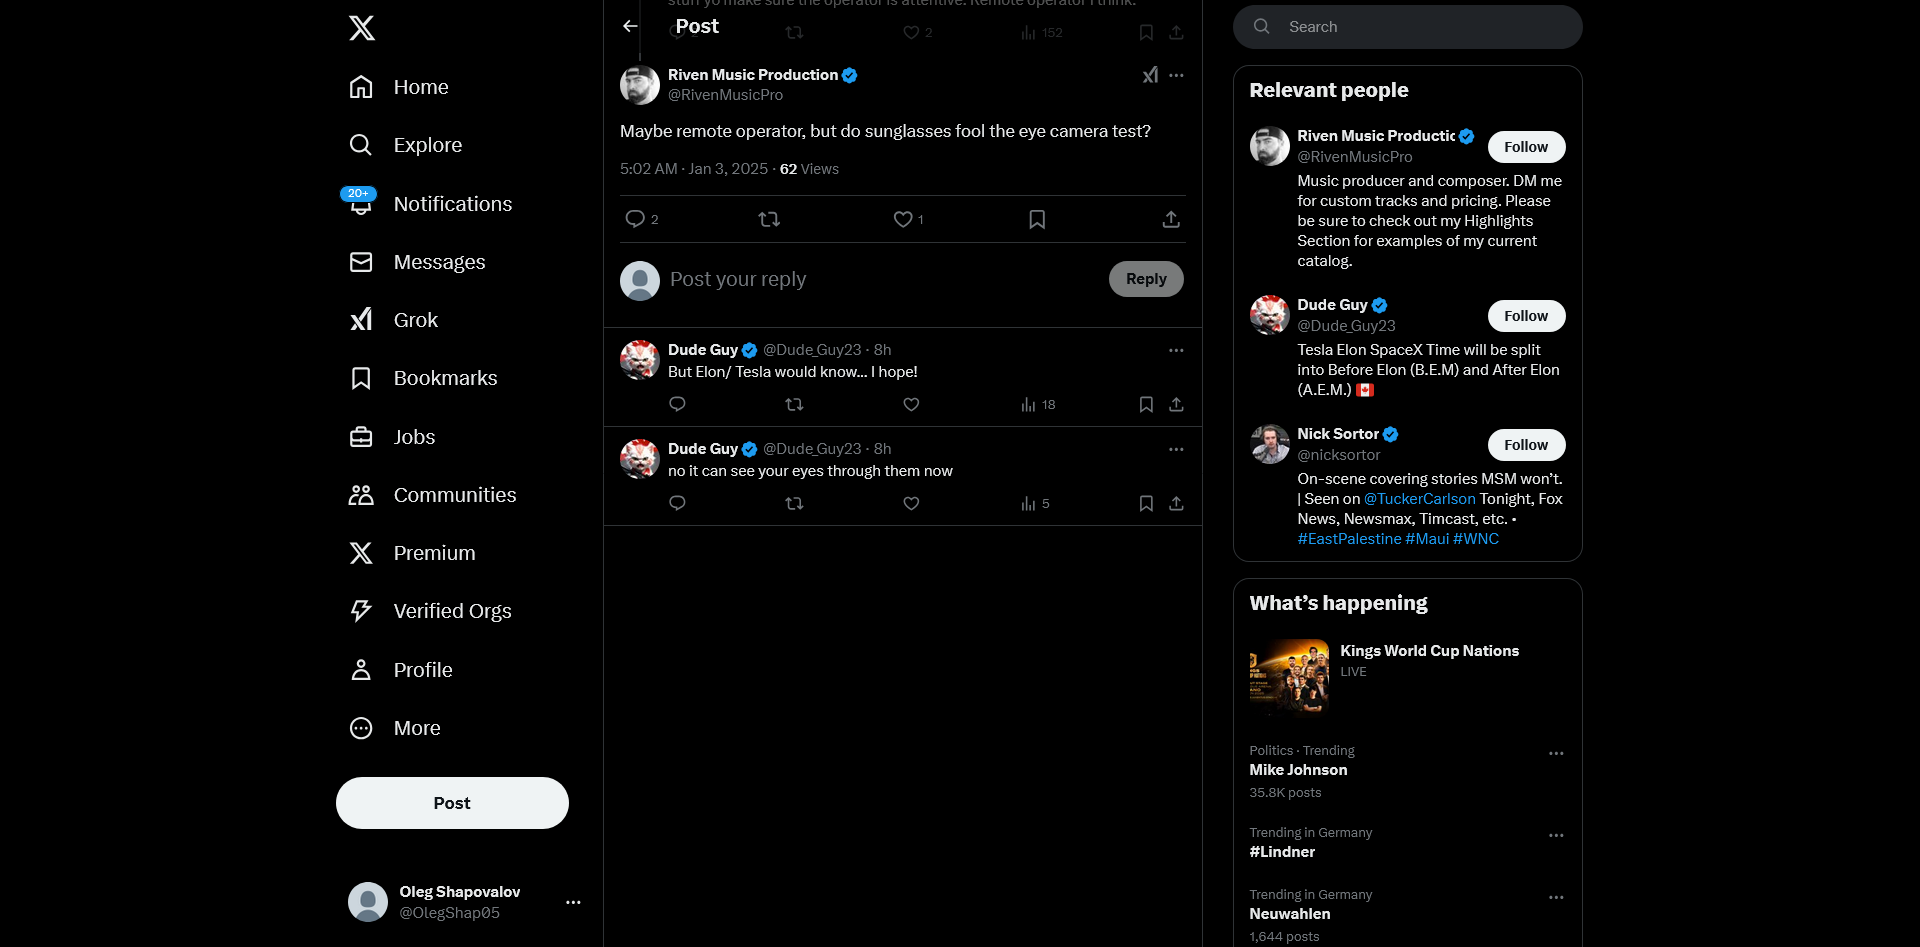 Home
Explore
20+
Notifications
Messages
Grok
Bookmarks
Jobs
Communities
Premium
Verified Orgs
Profile
More
Post
Oleg Shapovalov
@OlegShap05
stuff yo make sure the operator is attentive. Remote operator I think.
Post
2
152
Riven Music Production
@RivenMusicPro
Maybe remote operator, but do sunglasses fool the eye camera test?
5:02 AM · Jan 3, 2025 · 62 Views
2
1
Post your reply
Reply
Dude Guy @Dude_Guy23 · 8h
But Elon/ Tesla would know... I hope!
18
Dude Guy @Dude_Guy23 · 8h
no it can see your eyes through them now
5
Search
Relevant people
Riven Music Productic
@RivenMusicPro
Follow
Music producer and composer. DM me
for custom tracks and pricing. Please
be sure to check out my Highlights
Section for examples of my current
catalog.
Dude Guy
@Dude_Guy23
Follow
Tesla Elon SpaceX Time will be split
into Before Elon (B.E.M) and After Elon
(A.E.M.) 🇨🇦
Nick Sortor
@nicksortor
Follow
On-scene covering stories MSM won't.
| Seen on @TuckerCarlson Tonight, Fox
News, Newsmax, Timcast, etc. •
#EastPalestine #Maui #WNC
What's happening
Kings World Cup Nations
LIVE
Politics · Trending
Mike Johnson
35.8K posts
Trending in Germany
#Lindner
Trending in Germany
Neuwahlen
1,644 posts